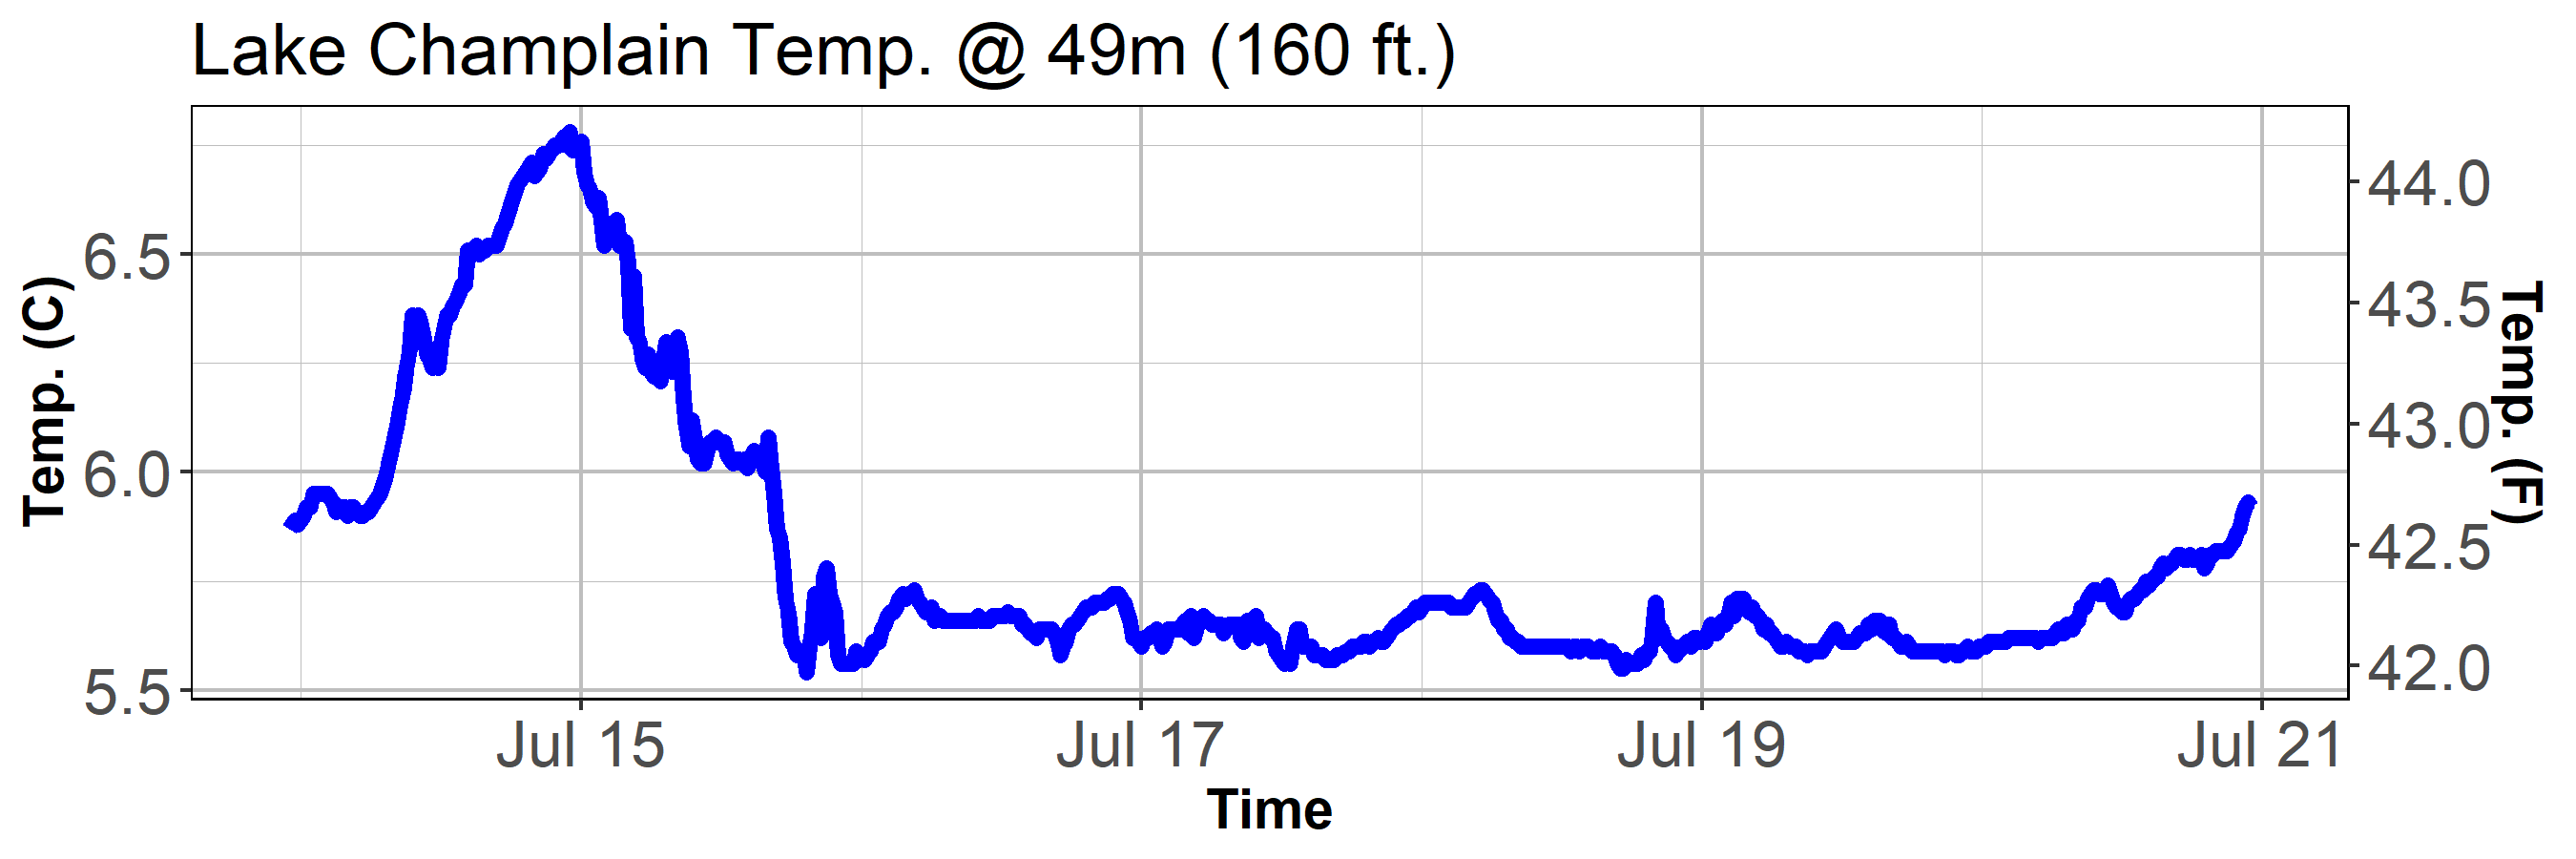 Lake Champlain Temp. @ 49m (160 ft.)
Temp. (C)
6.5
6.0
5.5
44.0
43.5
43.0
42.5
42.0
Temp. (F)
Jul 15 Jul 17 Jul 19 Jul 21
Time